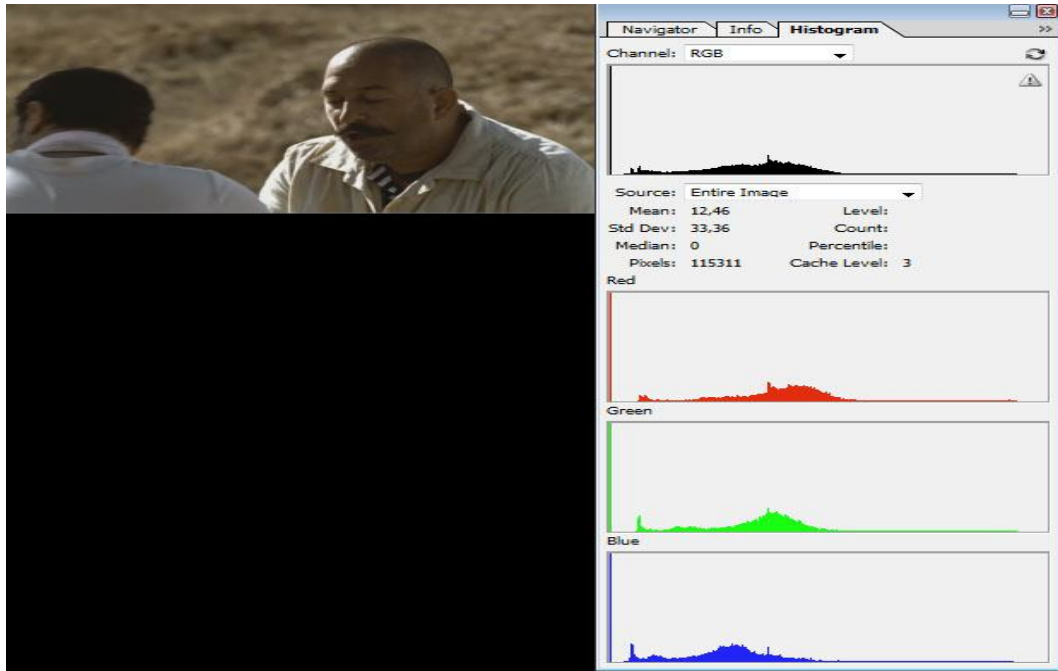 Navigator Info Histogram
Channel: RGB
Source: Entire Image
Mean: 12,46 Level:
Std Dev: 33,36 Count:
Median: 0 Percentile:
Pixels: 115311 Cache Level: 3
Red
Green
Blue